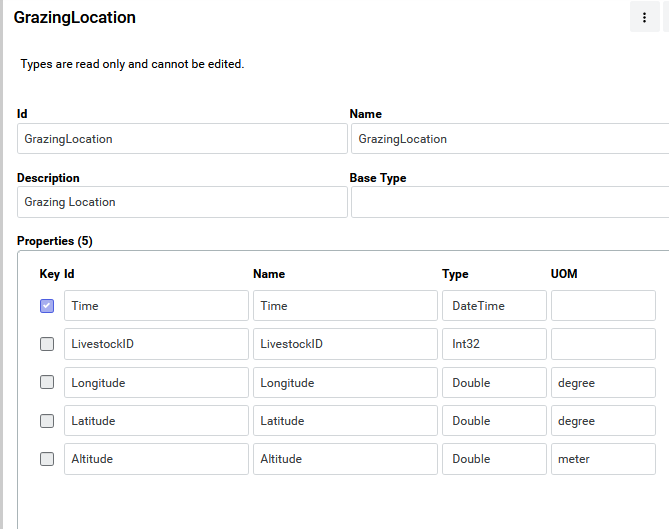 GrazingLocation
Types are read only and cannot be edited.
Id Name
GrazingLocation GrazingLocation
Description Base Type
Grazing Location
Properties (5)
Key Id Name Type UOM
Time Time DateTime
LivestockID LivestockID Int32
Longitude Longitude Double degree
Latitude Latitude Double degree
Altitude Altitude Double meter